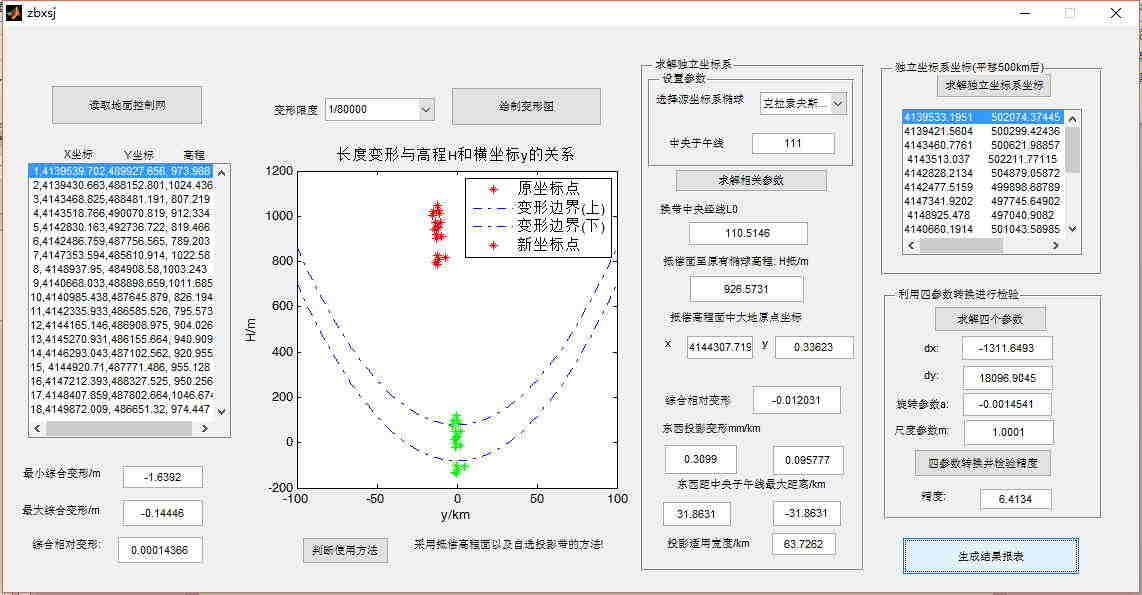 zbxsj
读取地面控制网
X坐标 Y坐标 高程
1,4139539.702,489927.656, 973.988
2,4139430.663,488152.801,1024.436
3,4143468.825,488481.191, 807.219
4,4143518.766,490070.819, 912.334
5,4142830.163,492736.722, 819.466
6,4142486.759,487756.565, 789.203
7,4147353.594,485610.914, 1022.58
8, 4148937.95, 484908.58,1003.243
9,4140668.033,488898.659,1011.685
10,4140985.438,487645.879, 826.194
11,4142335.933,486585.526, 795.573
12,4144165.146,486908.975, 904.026
13,4145270.931,486155.664, 940.909
14,4146293.043,487102.562, 920.955
15, 4144920.71,487771.486, 955.128
16,4147212.393,488327.525, 950.256
17,4148407.859,487802.664,1046.674
18,4149872.009, 486651.32, 974.447
最小综合变形/m
-1.6392
最大综合变形/m
-0.14446
综合相对变形:
0.00014366
变形限度
1/80000
绘制变形图
长度变形与高程H和横坐标y的关系
原坐标点
变形边界(上)
变形边界(下)
新坐标点
1200
1000
800
600
400
200
0
-200
H/m
-100 -50 0 50 100
y/km
判断使用方法
采用抵偿高程面以及自选投影带的方法!
求解独立坐标系
设置参数
选择源坐标系椭球
克拉索夫斯...
中央子午线
111
求解相关参数
换带中央经线L0
110.5146
抵偿面至原有椭球高程: H抵/m
926.5731
抵偿高程面中大地原点坐标
x 4144307.719 y 0.33623
综合相对变形
-0.012031
东西投影变形mm/km
0.3099 0.095777
东西距中央子午线最大距离/km
31.8631 -31.8631
投影适用宽度/km
63.7262
独立坐标系坐标(平移500km后)
求解独立坐标系坐标
4139533.1951 502074.37445
4139421.5604 500299.42436
4143460.7761 500621.98857
4143513.037 502211.77115
4142828.2134 504879.05872
4142477.5159 499898.68789
4147341.9202 497745.64902
4148925.478 497040.9082
4140660.1914 501043.58985
利用四参数转换进行检验
求解四个参数
dx: -1311.6493
dy: 18096.9045
旋转参数a: -0.0014541
尺度参数m: 1.0001
四参数转换并检验精度
精度: 6.4134
生成结果报表